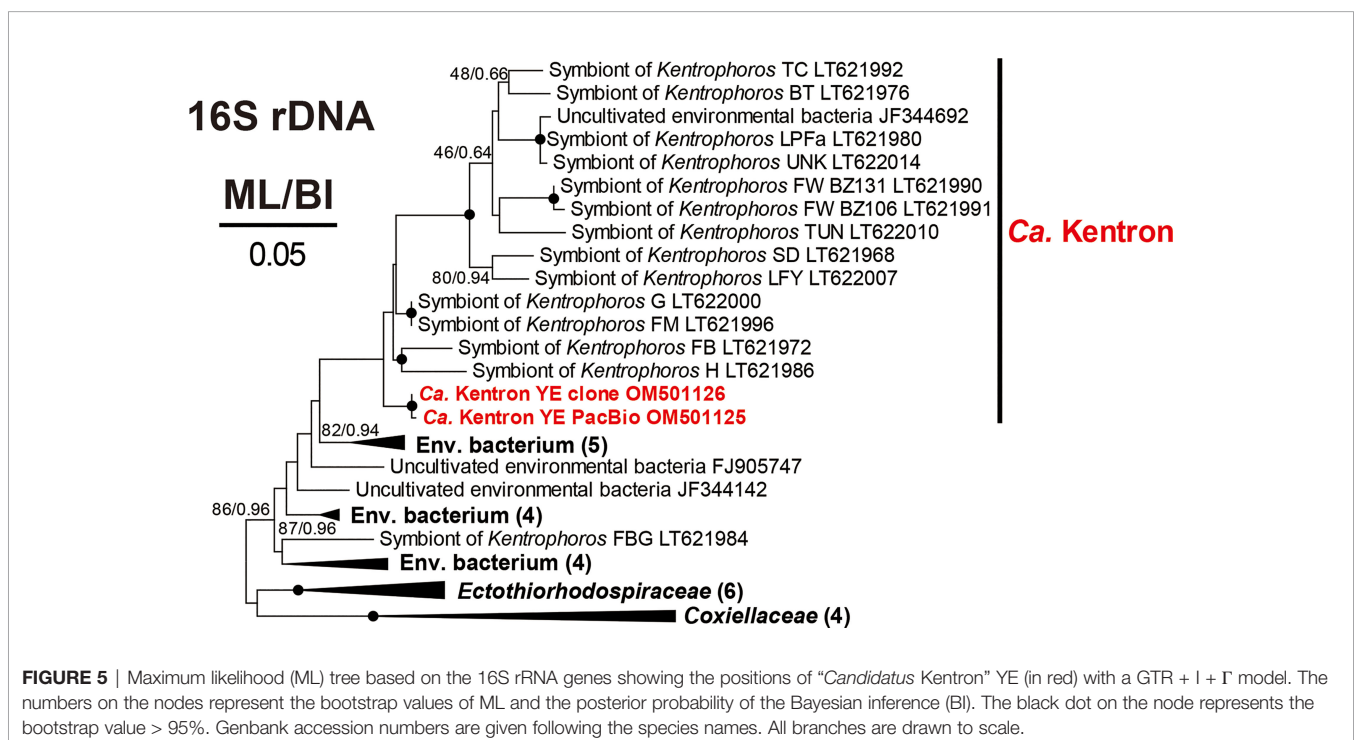 16S rDNA
ML/BI
0.05
48/0.66
Symbiont of Kentrophoros TC LT621992
Symbiont of Kentrophoros BT LT621976
Uncultivated environmental bacteria JF344692
Symbiont of Kentrophoros LPFa LT621980
46/0.64
Symbiont of Kentrophoros UNK LT622014
Symbiont of Kentrophoros FW BZ131 LT621990
Symbiont of Kentrophoros FW BZ106 LT621991
Symbiont of Kentrophoros TUN LT622010
Ca. Kentron
Symbiont of Kentrophoros SD LT621968
80/0.94
Symbiont of Kentrophoros LFY LT622007
Symbiont of Kentrophoros G LT622000
Symbiont of Kentrophoros FM LT621996
Symbiont of Kentrophoros FB LT621972
Symbiont of Kentrophoros H LT621986
Ca. Kentron YE clone OM501126
Ca. Kentron YE PacBio OM501125
82/0.94
Env. bacterium (5)
Uncultivated environmental bacteria FJ905747
Uncultivated environmental bacteria JF344142
86/0.96
Env. bacterium (4)
87/0.96
Symbiont of Kentrophoros FBG LT621984
Env. bacterium (4)
Ectothiorhodospiraceae (6)
Coxiellaceae (4)
FIGURE 5 | Maximum likelihood (ML) tree based on the 16S rRNA genes showing the positions of “Candidatus Kentron” YE (in red) with a GTR + I + Γ model. The
numbers on the nodes represent the bootstrap values of ML and the posterior probability of the Bayesian inference (BI). The black dot on the node represents the
bootstrap value > 95%. Genbank accession numbers are given following the species names. All branches are drawn to scale.